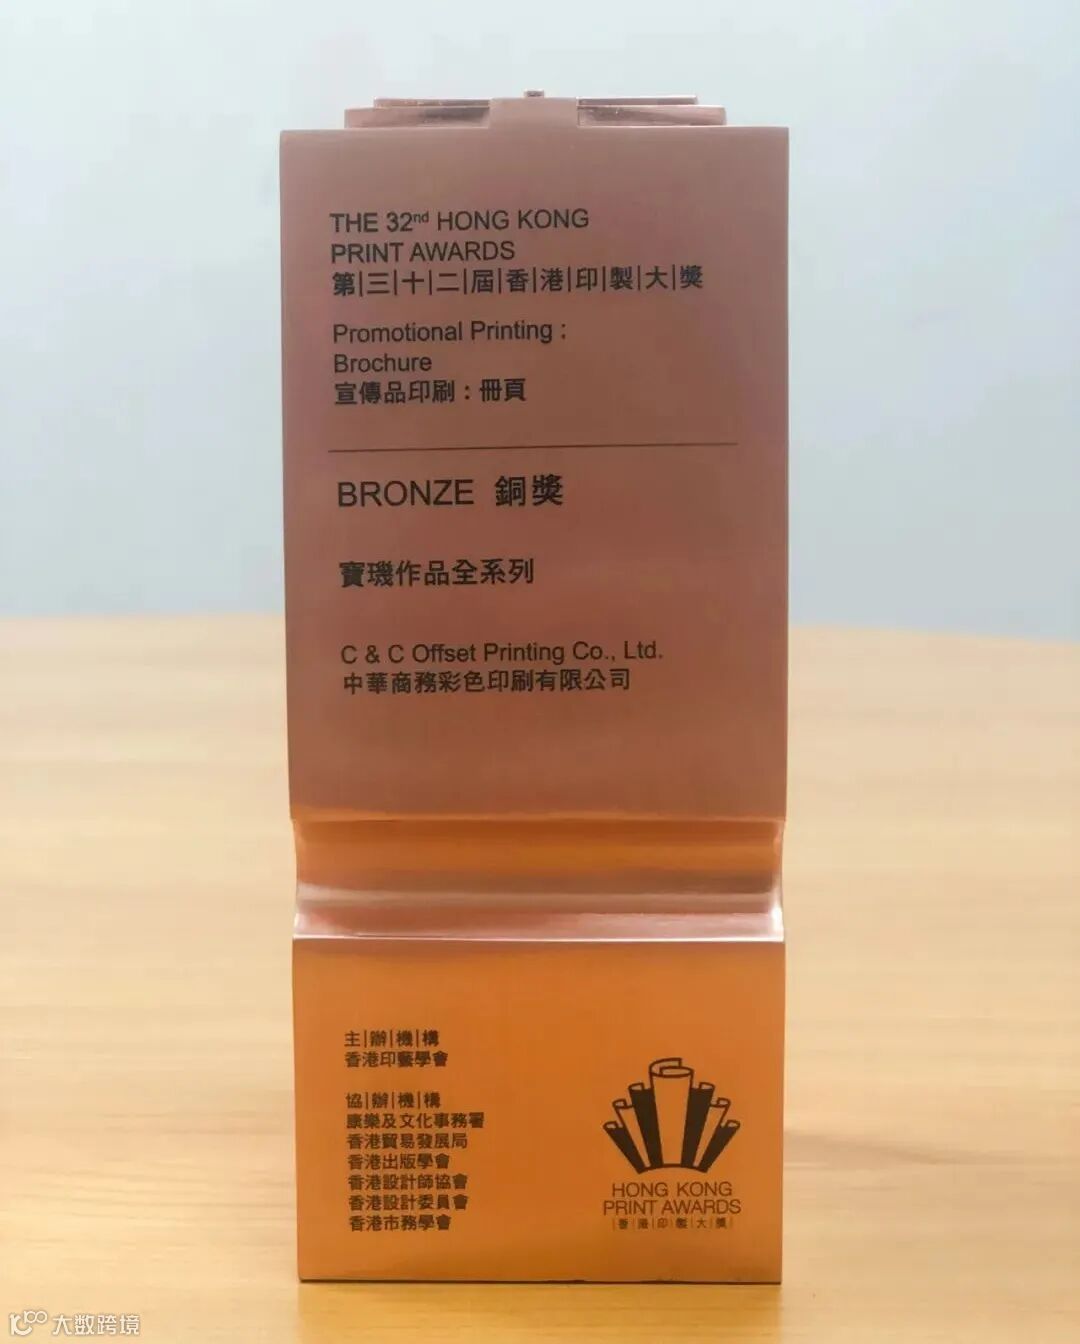 THE 32nd HONG KONG
PRINT AWARDS
第|三|十|二|屆|香|港|印|製|大|獎
Promotional Printing :
Brochure
宣傳品印刷：冊頁
BRONZE 銅獎
寶璣作品全系列
C & C Offset Printing Co., Ltd.
中華商務彩色印刷有限公司
主|辦|機|構
香港印藝學會
協|辦|機|構
康樂及文化事務署
香港貿易發展局
香港出版學會
香港設計師協會
香港設計委員會
香港市務學會
HONG KONG
PRINT AWARDS
|香|港|印|製|大|獎|
大数跨境